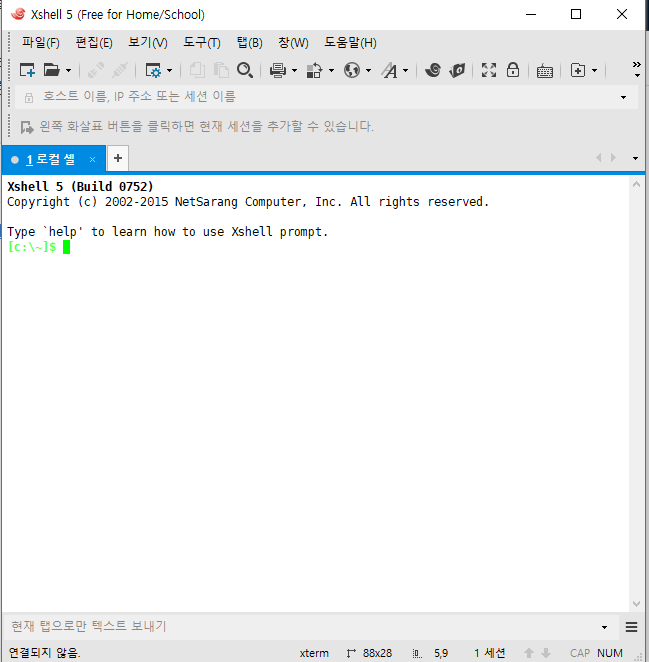 Xshell 5 (Free for Home/School)
파일(F) 편집(E) 보기(V) 도구(T) 탭(B) 창(W) 도움말(H)
호스트 이름, IP 주소 또는 세션 이름
왼쪽 화살표 버튼을 클릭하면 현재 세션을 추가할 수 있습니다.
1 로컬 셸
Xshell 5 (Build 0752)
Copyright (c) 2002-2015 NetSarang Computer, Inc. All rights reserved.
Type `help' to learn how to use Xshell prompt.
[c:\~]$
현재 탭으로만 텍스트 보내기
연결되지 않음. xterm 88x28 5,9 1 세션 CAP NUM